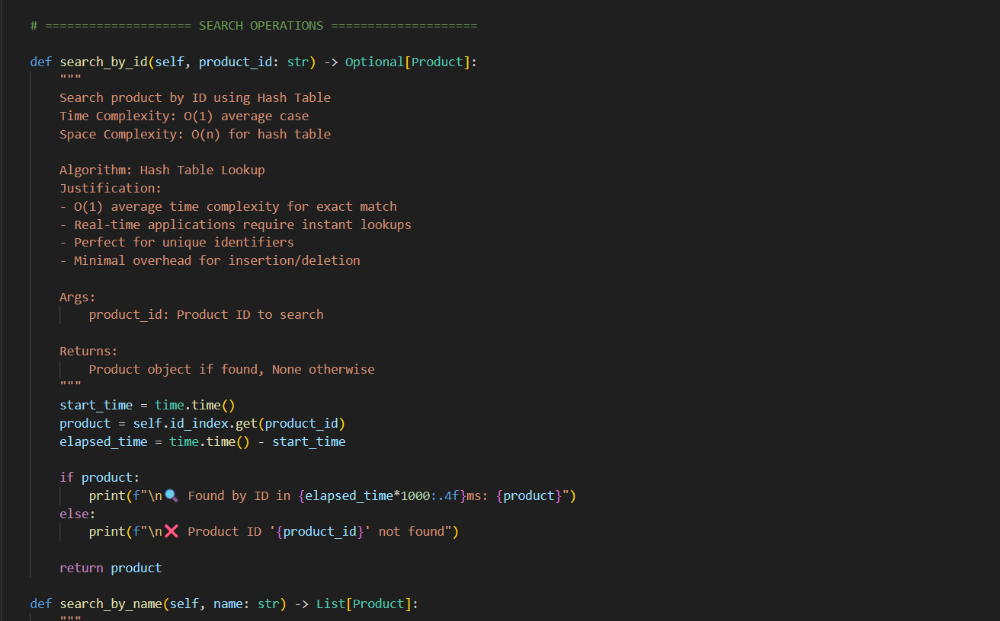 # ==================== SEARCH OPERATIONS ====================
def search_by_id(self, product_id: str) -> Optional[Product]:
"""
Search product by ID using Hash Table
Time Complexity: O(1) average case
Space Complexity: O(n) for hash table
Algorithm: Hash Table Lookup
Justification:
- O(1) average time complexity for exact match
- Real-time applications require instant lookups
- Perfect for unique identifiers
- Minimal overhead for insertion/deletion
Args:
product_id: Product ID to search
Returns:
Product object if found, None otherwise
"""
start_time = time.time()
product = self.id_index.get(product_id)
elapsed_time = time.time() - start_time
if product:
print(f"\n🔍 Found by ID in {elapsed_time*1000:.4f}ms: {product}")
else:
print(f"\n❌ Product ID '{product_id}' not found")
return product
def search_by_name(self, name: str) -> List[Product]:
"""